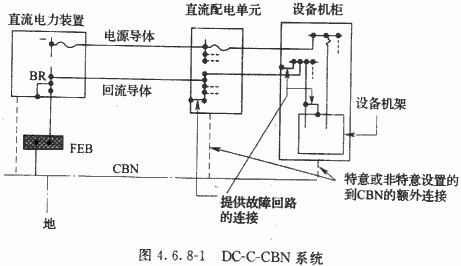 直流电力装置
直流配电单元
设备机柜
电源导体
BR
回流导体
设备机架
FEB
CBN
特意或非特意设置的
到CBN的额外连接
提供故障回路
的连接
地
图 4.6.8-1 DC-C-CBN 系统